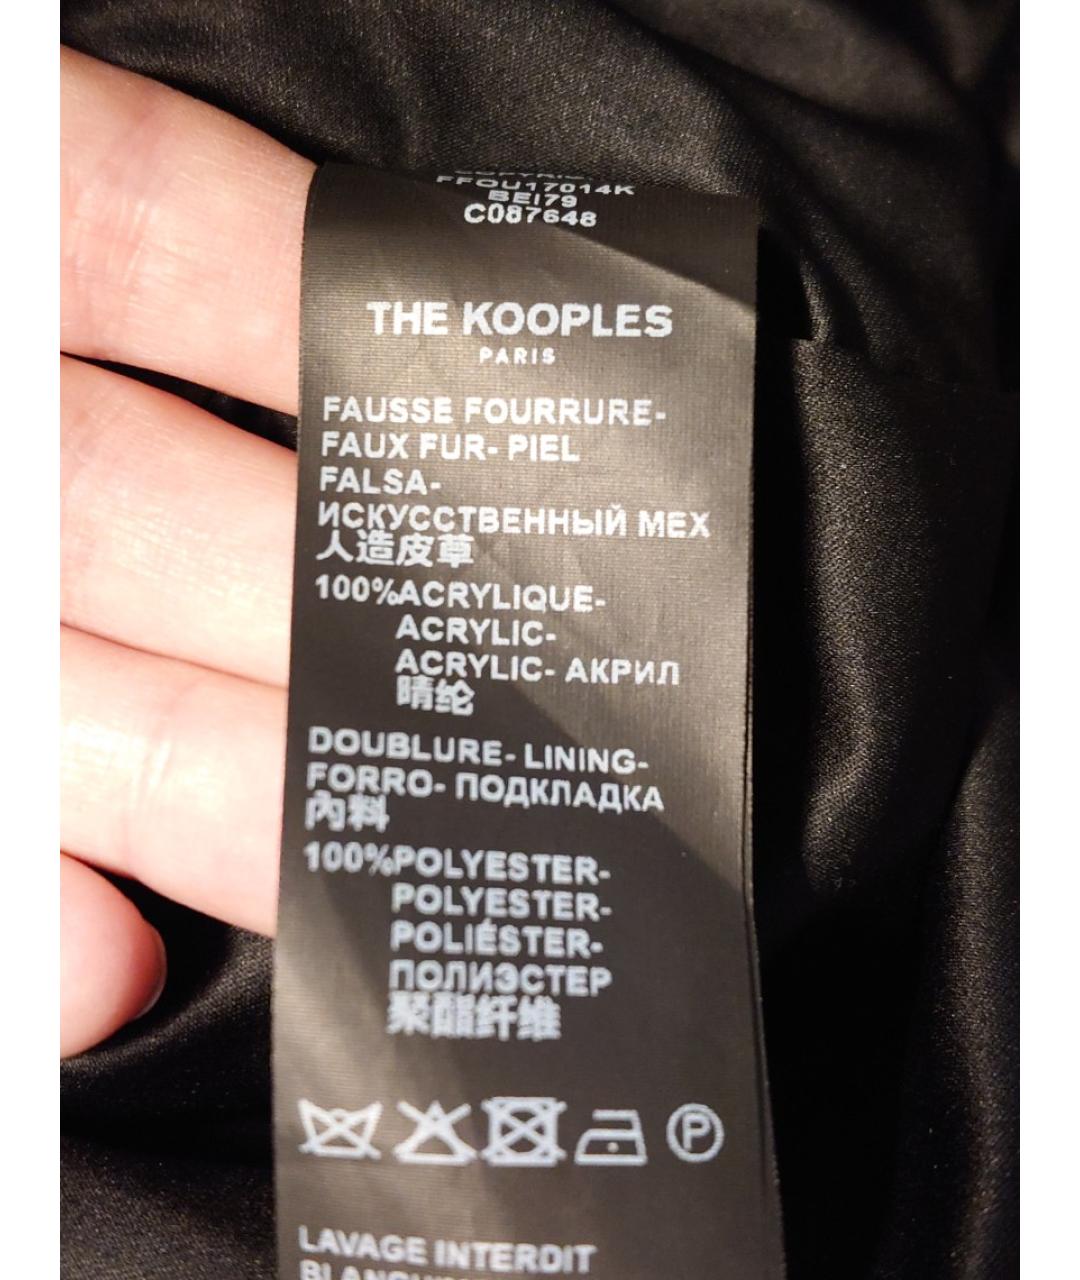 FFOU17014K
BEI79
C087648
THE KOOPLES
PARIS
FAUSSE FOURRURE-
FAUX FUR- PIEL
FALSA-
ИСКУССТВЕННЫЙ МЕХ
人造皮草
100%ACRYLIQUE-
ACRYLIC-
ACRYLIC- АКРИЛ
晴纶
DOUBLURE- LINING-
FORRO- ПОДКЛАДКА
內料
100%POLYESTER-
POLYESTER-
POLIÉSTER-
ПОЛИЭСТЕР
聚酯纤维
P
LAVAGE INTERDIT